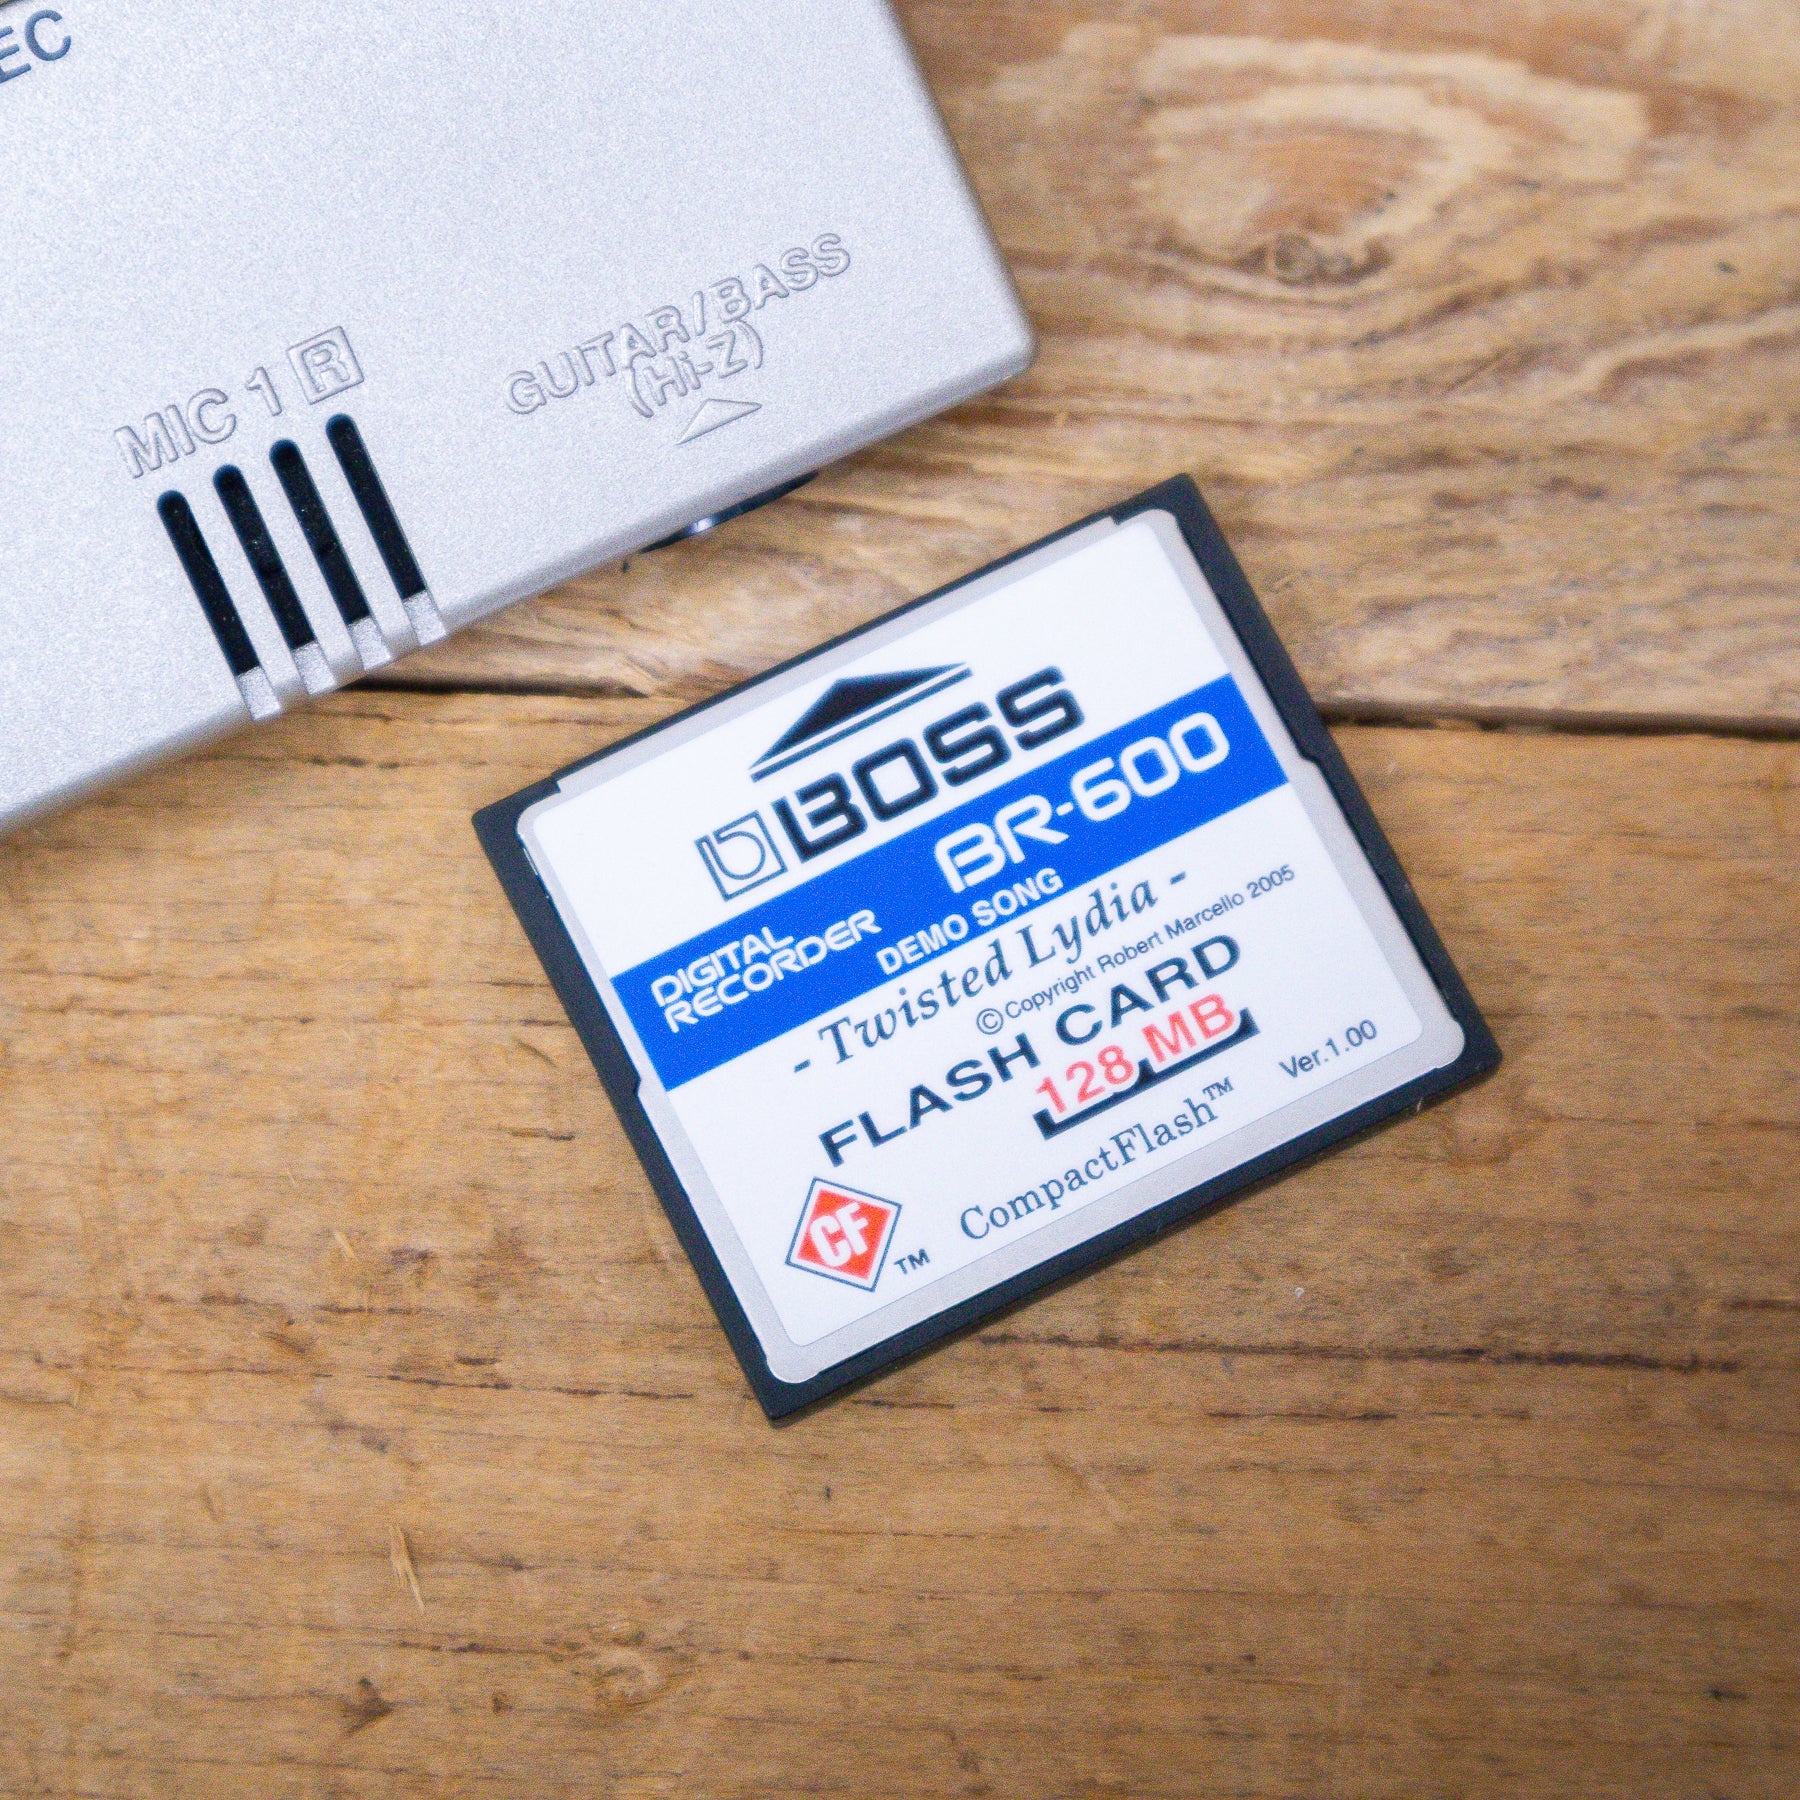 EC
MIC 1 R
GUITAR/BASS
(Hi-Z)
BOSS
DIGITAL
RECORDER
BR-600
DEMO SONG
- Twisted Lydia -
©Copyright Robert Marcello 2005
FLASH CARD
128 MB
Ver.1.00
CF TM
CompactFlash™